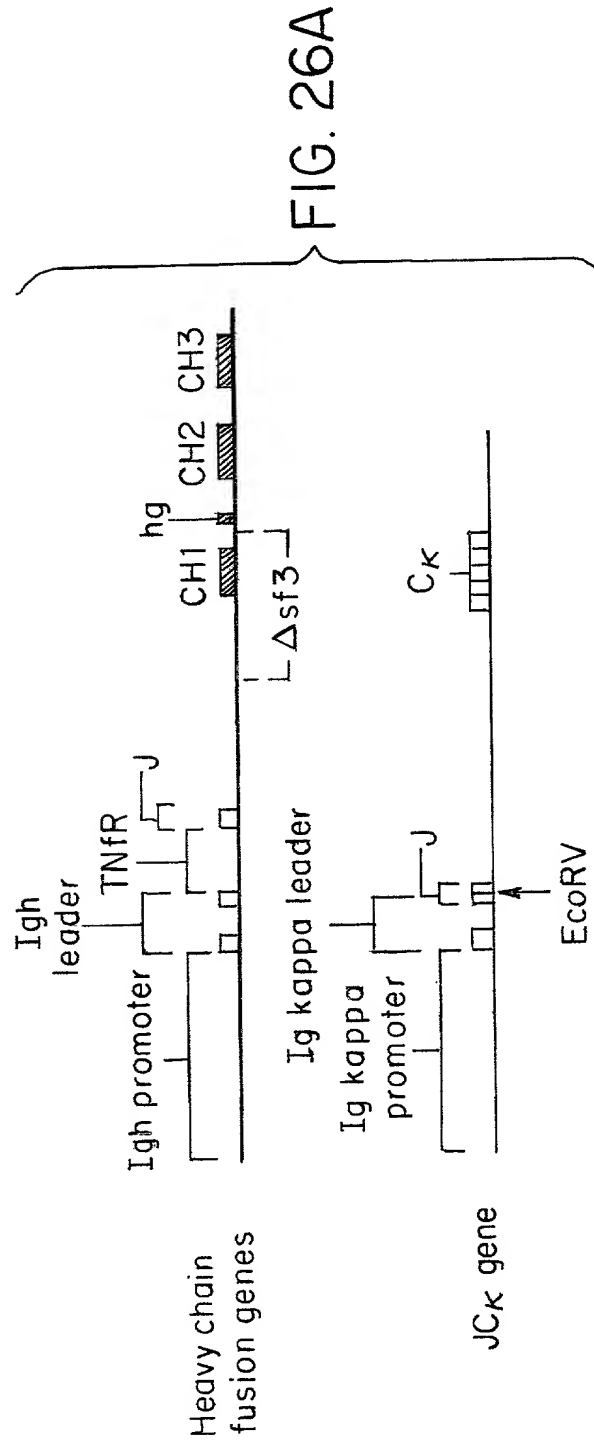 Heavy chain
fusion genes
Igh promoter
Igh
leader
TNfR
J
Δsf3
CH1
hg
CH2
CH3
JCκ gene
Ig kappa
promoter
Ig kappa leader
J
EcoRV
Cκ
FIG. 26A